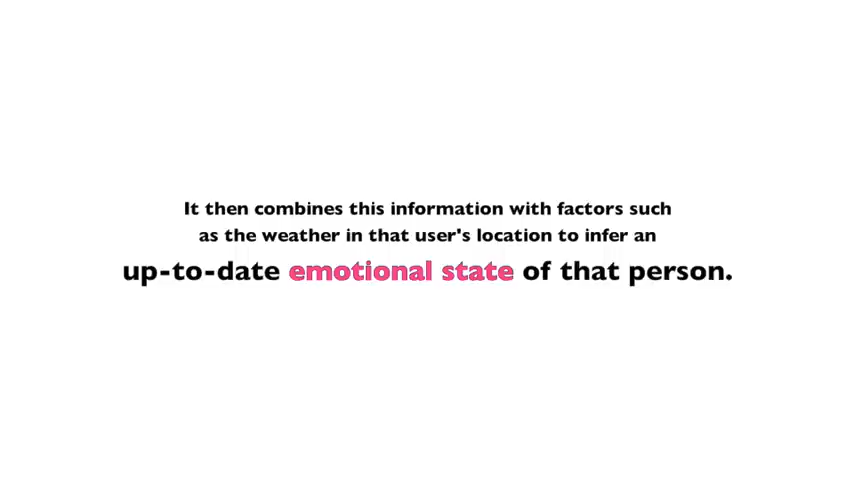 It then combines this information with factors such
as the weather in that user's location to infer an
up-to-date emotional state of that person.